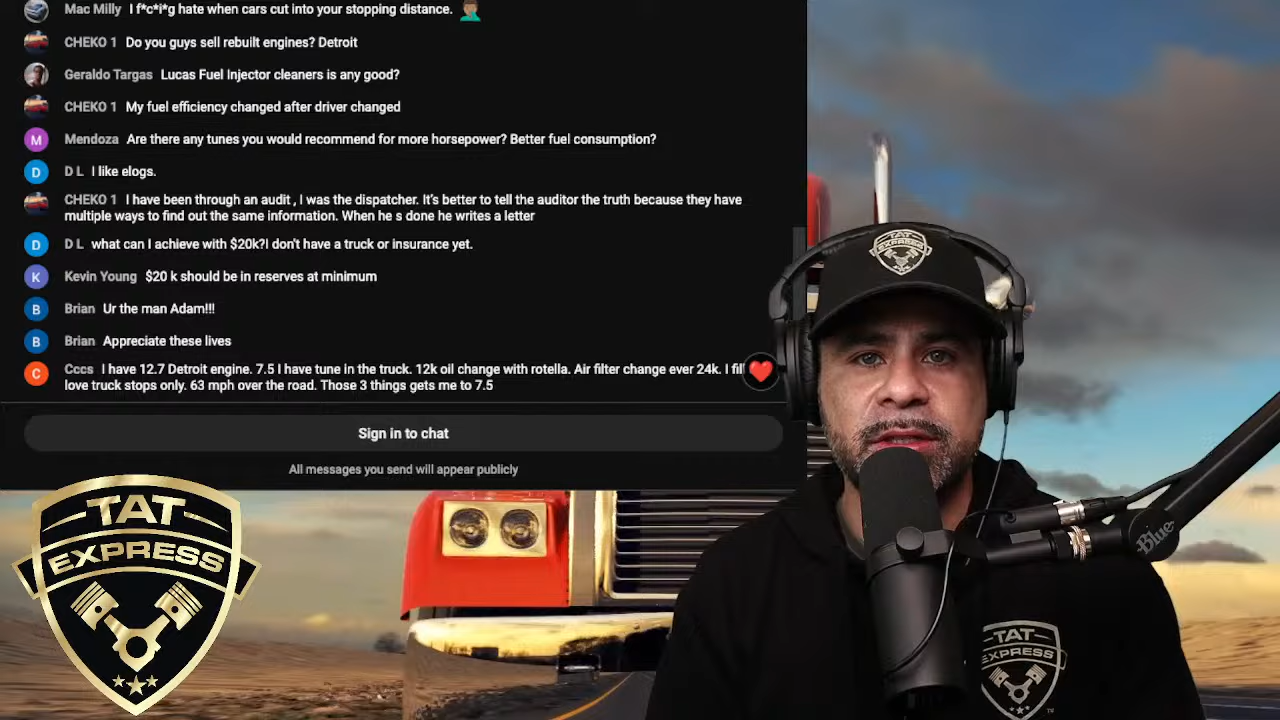 Mac Milly I f*c*i*g hate when cars cut into your stopping distance.
CHEKO 1 Do you guys sell rebuilt engines? Detroit
Geraldo Targas Lucas Fuel Injector cleaners is any good?
CHEKO 1 My fuel efficiency changed after driver changed
M Mendoza Are there any tunes you would recommend for more horsepower? Better fuel consumption?
D D L I like elogs.
CHEKO 1 I have been through an audit , I was the dispatcher. It's better to tell the auditor the truth because they have
multiple ways to find out the same information. When he s done he writes a letter
D D L what can I achieve with $20k?I don't have a truck or insurance yet.
K Kevin Young $20 k should be in reserves at minimum
B Brian Ur the man Adam!!!
B Brian Appreciate these lives
C Cccs I have 12.7 Detroit engine. 7.5 I have tune in the truck. 12k oil change with rotella. Air filter change ever 24k. I fill
love truck stops only. 63 mph over the road. Those 3 things gets me to 7.5
Sign in to chat
All messages you send will appear publicly
TAT
EXPRESS
TAT
EXPRESS
Blue
TAT
EXPRESS